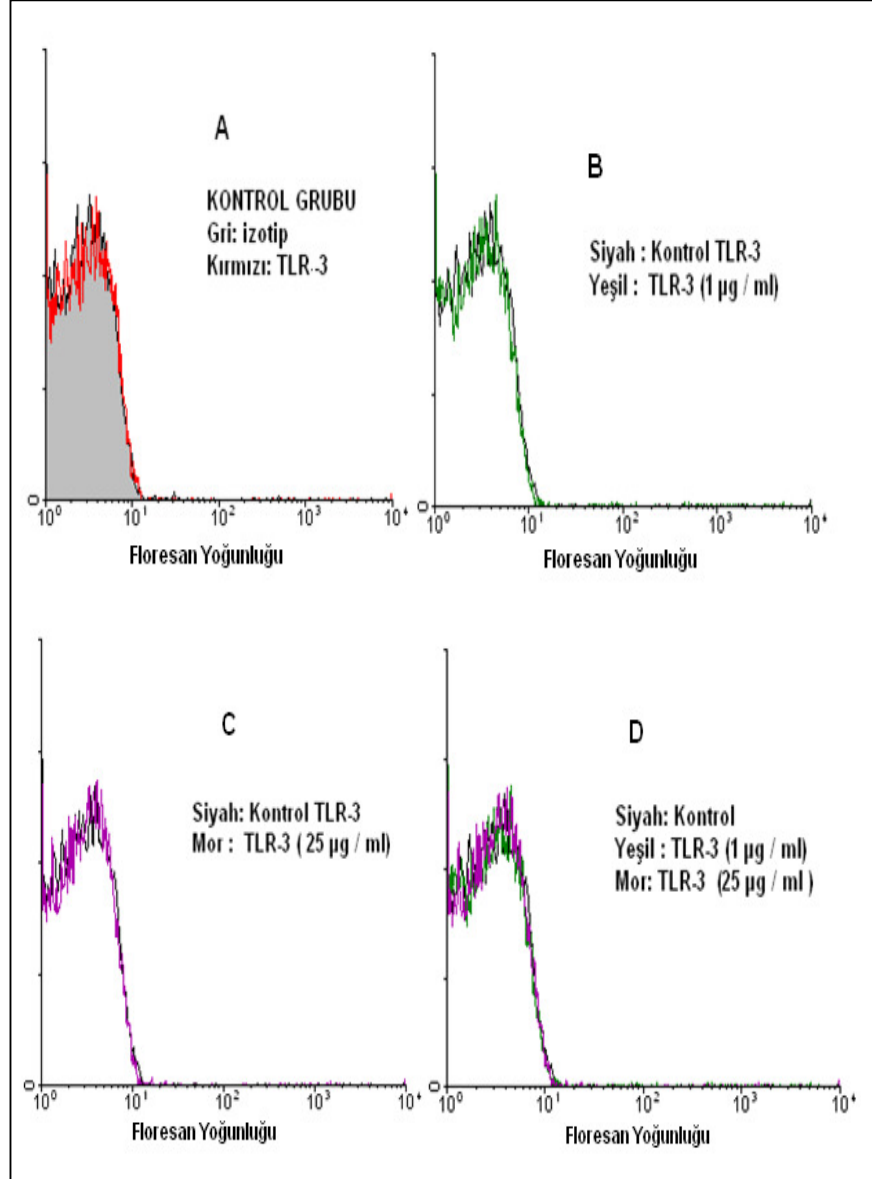 A
KONTROL GRUBU
Gri: izotip
Kırmızı: TLR-3
0
10⁰ 10¹ 10² 10³ 10⁴
Floresan Yoğunluğu
B
Siyah : Kontrol TLR-3
Yeşil : TLR-3 (1 µg / ml)
0
10⁰ 10¹ 10² 10³ 10⁴
Floresan Yoğunluğu
C
Siyah: Kontrol TLR-3
Mor : TLR-3 ( 25 µg / ml)
0
10⁰ 10¹ 10² 10³ 10⁴
Floresan Yoğunluğu
D
Siyah: Kontrol
Yeşil : TLR-3 (1 µg / ml)
Mor: TLR-3 (25 µg / ml )
0
10⁰ 10¹ 10² 10³ 10⁴
Floresan Yoğunluğu